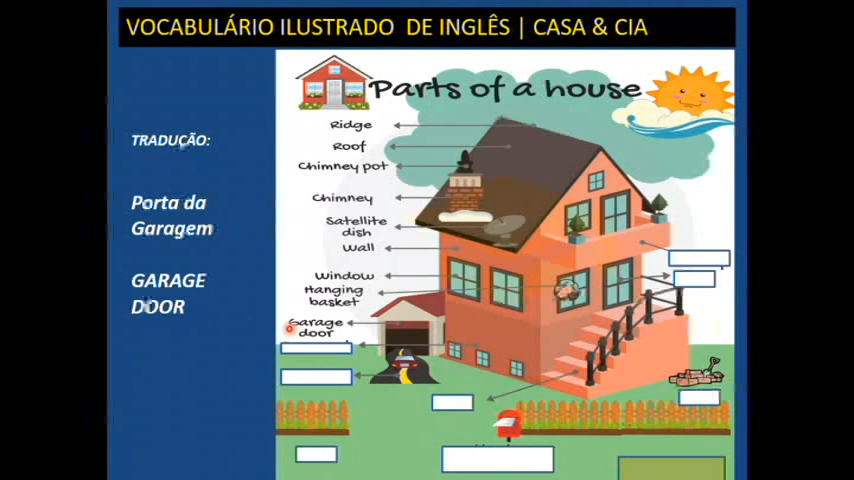 VOCABULÁRIO ILUSTRADO DE INGLÊS | CASA & CIA
Parts of a house
TRADUÇÃO:
Porta da
Garagem
GARAGE
DOOR
Ridge
Roof
Chimney pot
Chimney
Satellite
dish
Wall
Window
Hanging
basket
Garage
door